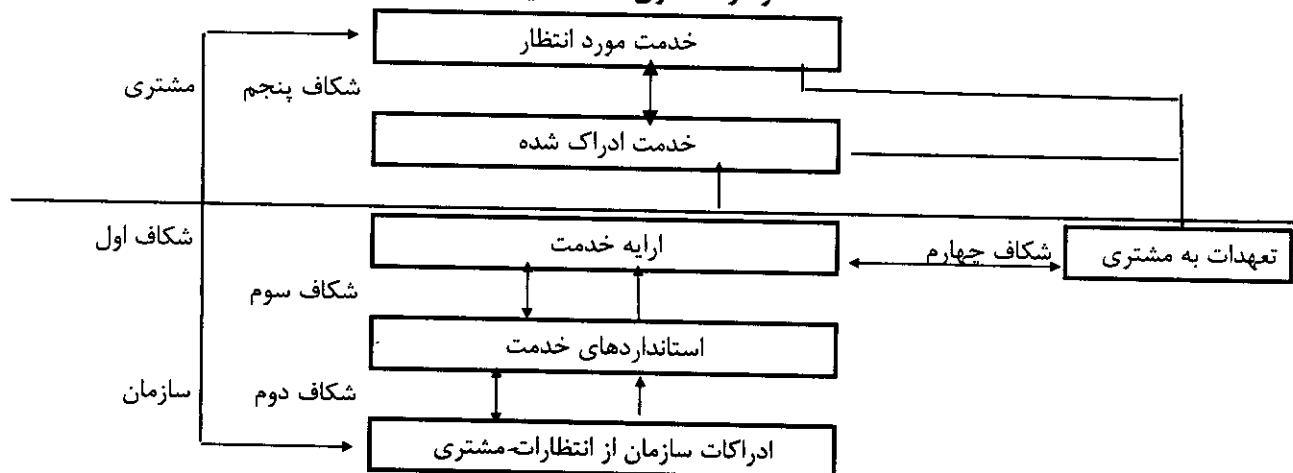 خدمت مورد انتظار
مشتری
شکاف پنجم
خدمت ادراک شده
شکاف اول
ارایه خدمت
شکاف چهارم
تعهدات به مشتری
شکاف سوم
استانداردهای خدمت
سازمان
شکاف دوم
ادراکات سازمان از انتظارات مشتری